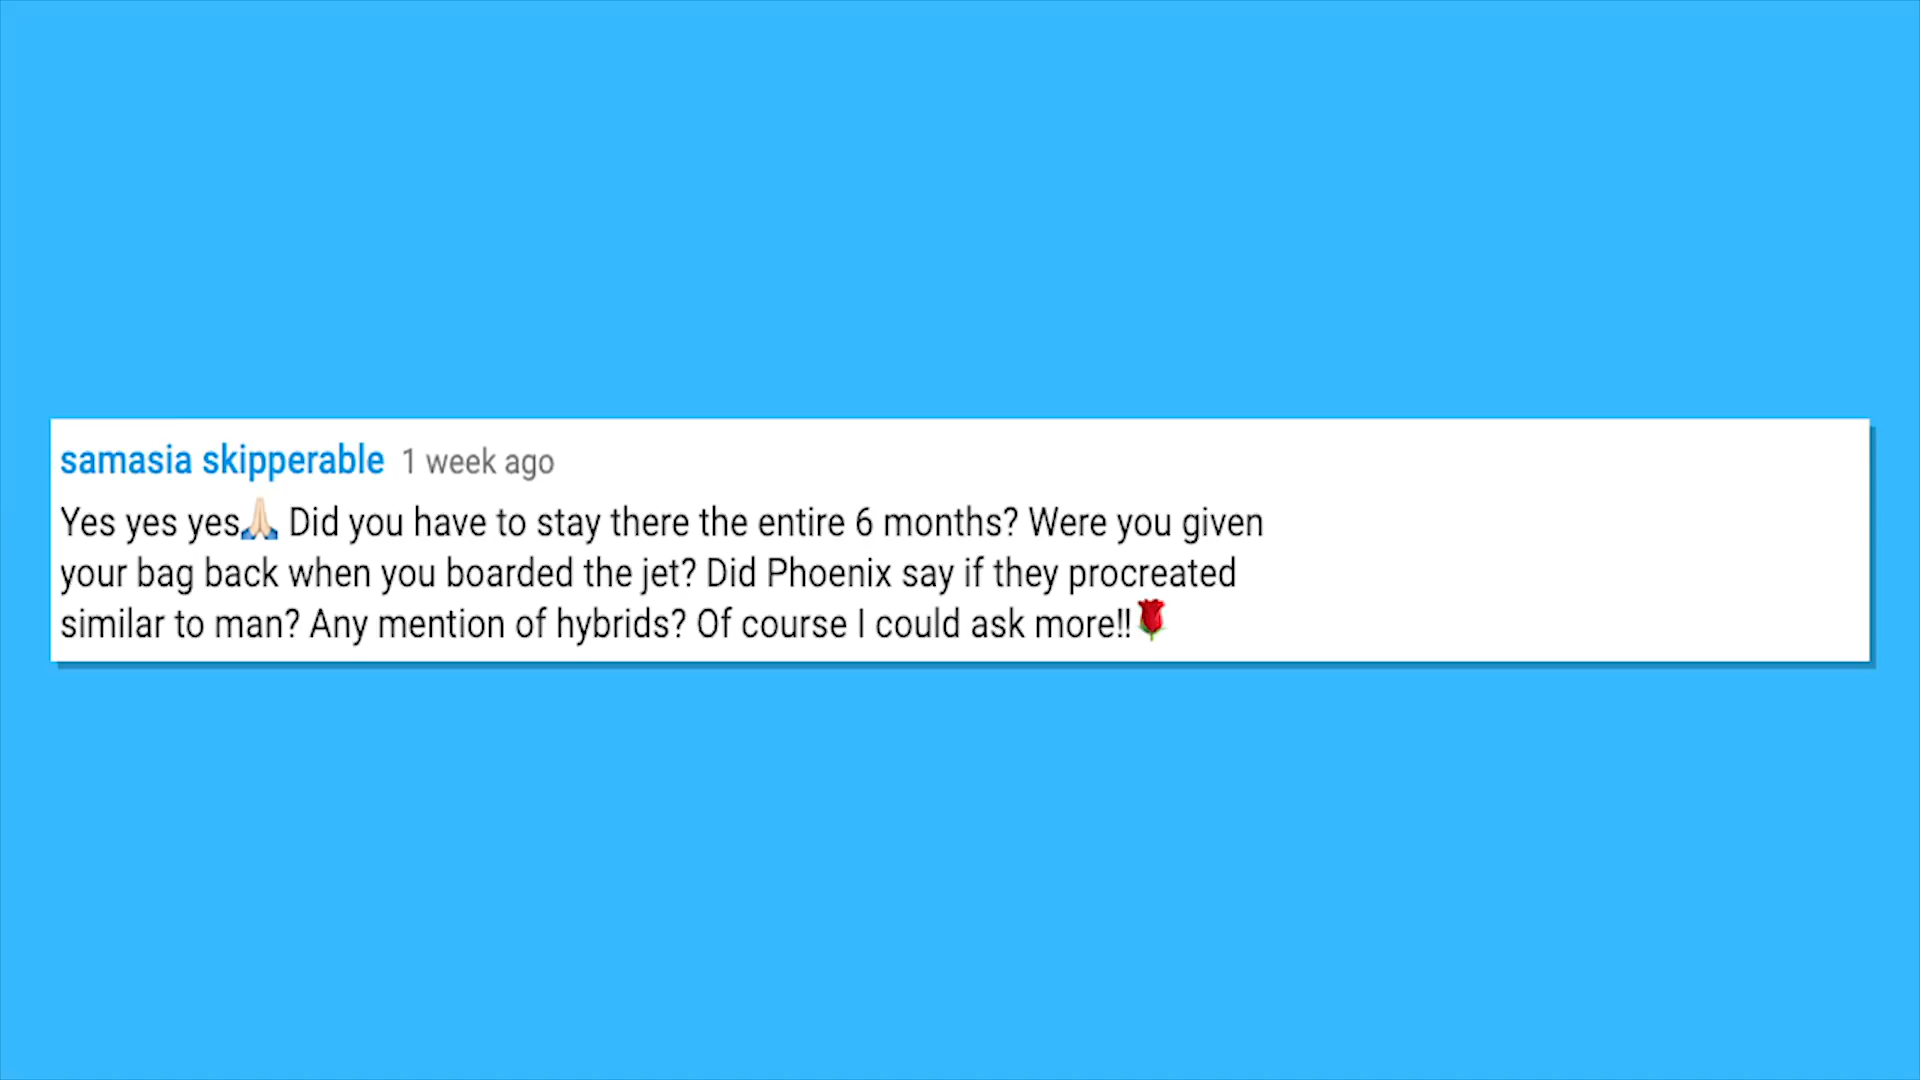 samasia skipperable 1 week ago
Yes yes yes🙏🏻 Did you have to stay there the entire 6 months? Were you given
your bag back when you boarded the jet? Did Phoenix say if they procreated
similar to man? Any mention of hybrids? Of course I could ask more!!🌹